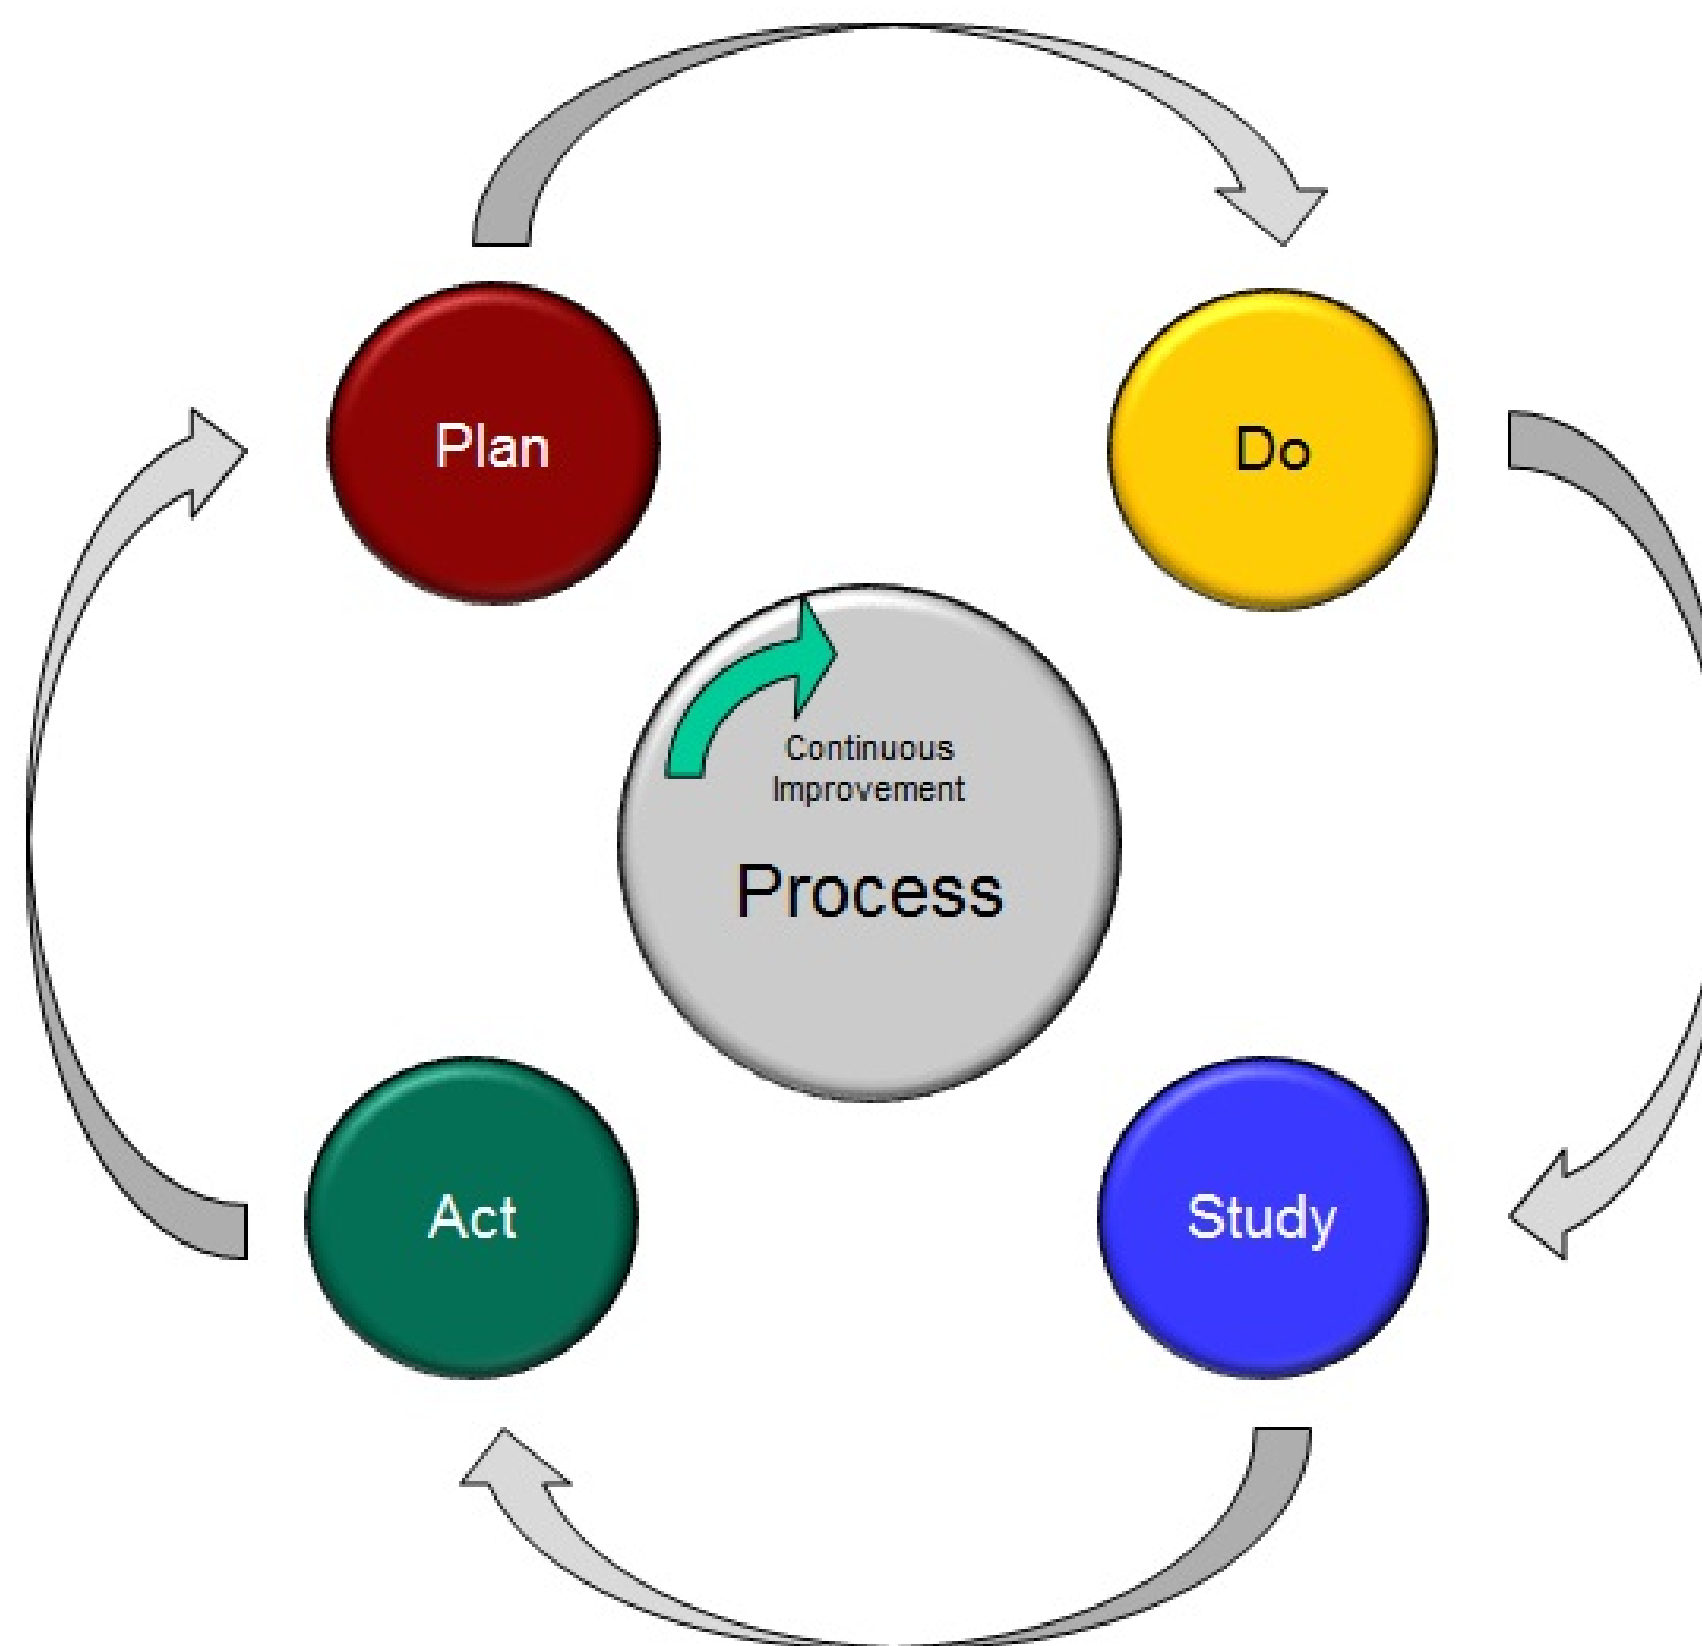 Plan
Do
Continuous
Improvement
Process
Act
Study